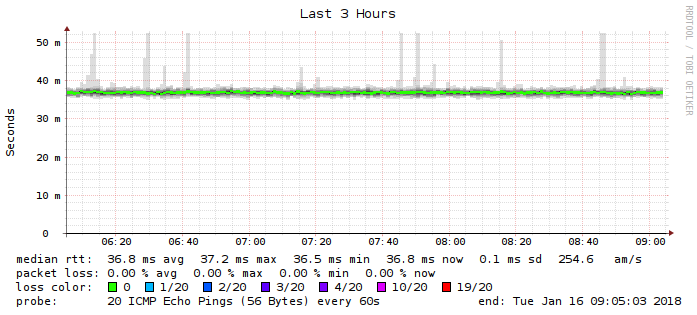 Last 3 Hours
RRDTOOL / TOBI OETIKER
Seconds
50 m
40 m
30 m
20 m
10 m
0
06:20 06:40 07:00 07:20 07:40 08:00 08:20 08:40 09:00
median rtt: 36.8 ms avg 37.2 ms max 36.5 ms min 36.8 ms now 0.1 ms sd 254.6 am/s
packet loss: 0.00 % avg 0.00 % max 0.00 % min 0.00 % now
loss color: 0 1/20 2/20 3/20 4/20 10/20 19/20
probe: 20 ICMP Echo Pings (56 Bytes) every 60s end: Tue Jan 16 09:05:03 2018